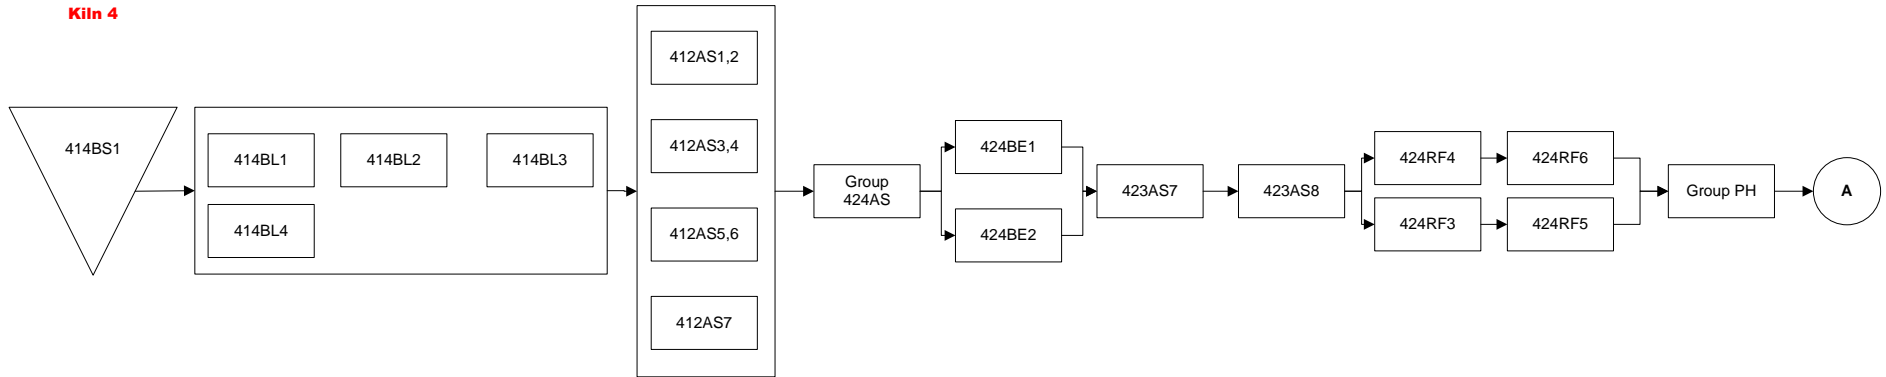 Kiln 4
414BS1
414BL1
414BL2
414BL3
414BL4
412AS1,2
412AS3,4
412AS5,6
412AS7
Group
424AS
424BE1
424BE2
423AS7
423AS8
424RF4
424RF6
424RF3
424RF5
Group PH
A